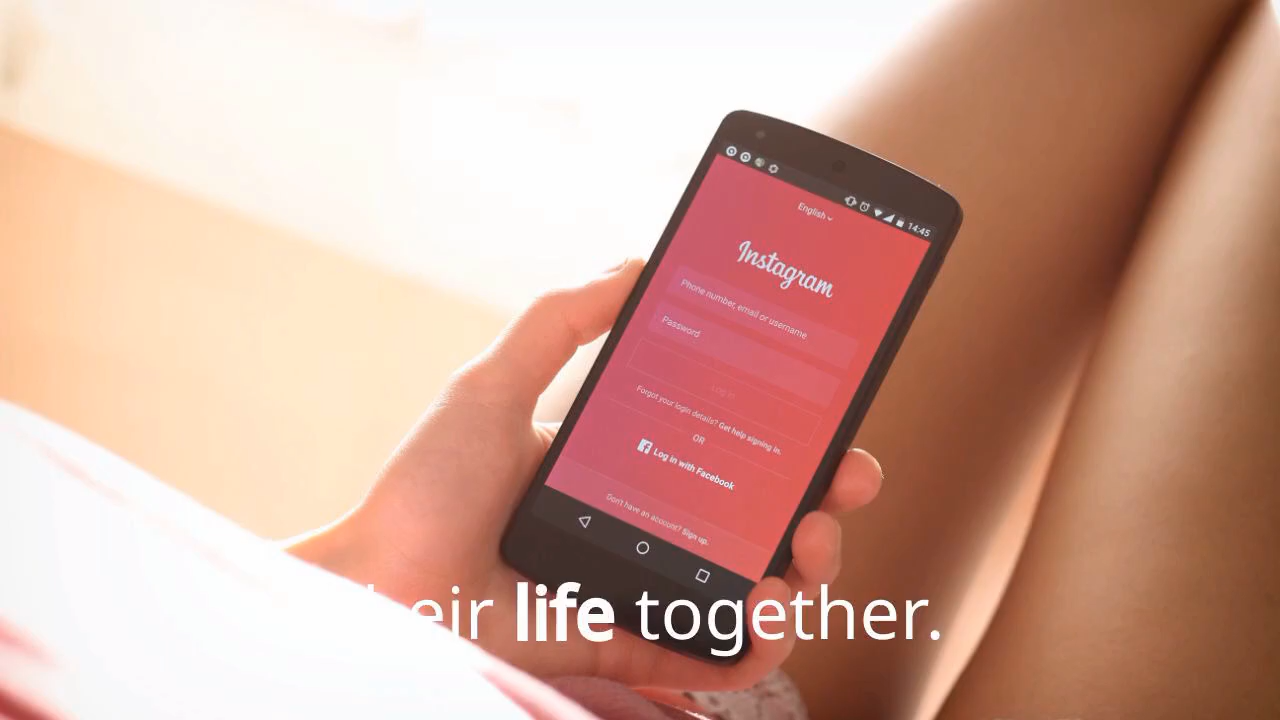 14:45
English
Instagram
Phone number, email or username
Password
Log In
Forgot your login details? Get help signing in.
OR
Log in with Facebook
Don't have an account? Sign up.
their life together.